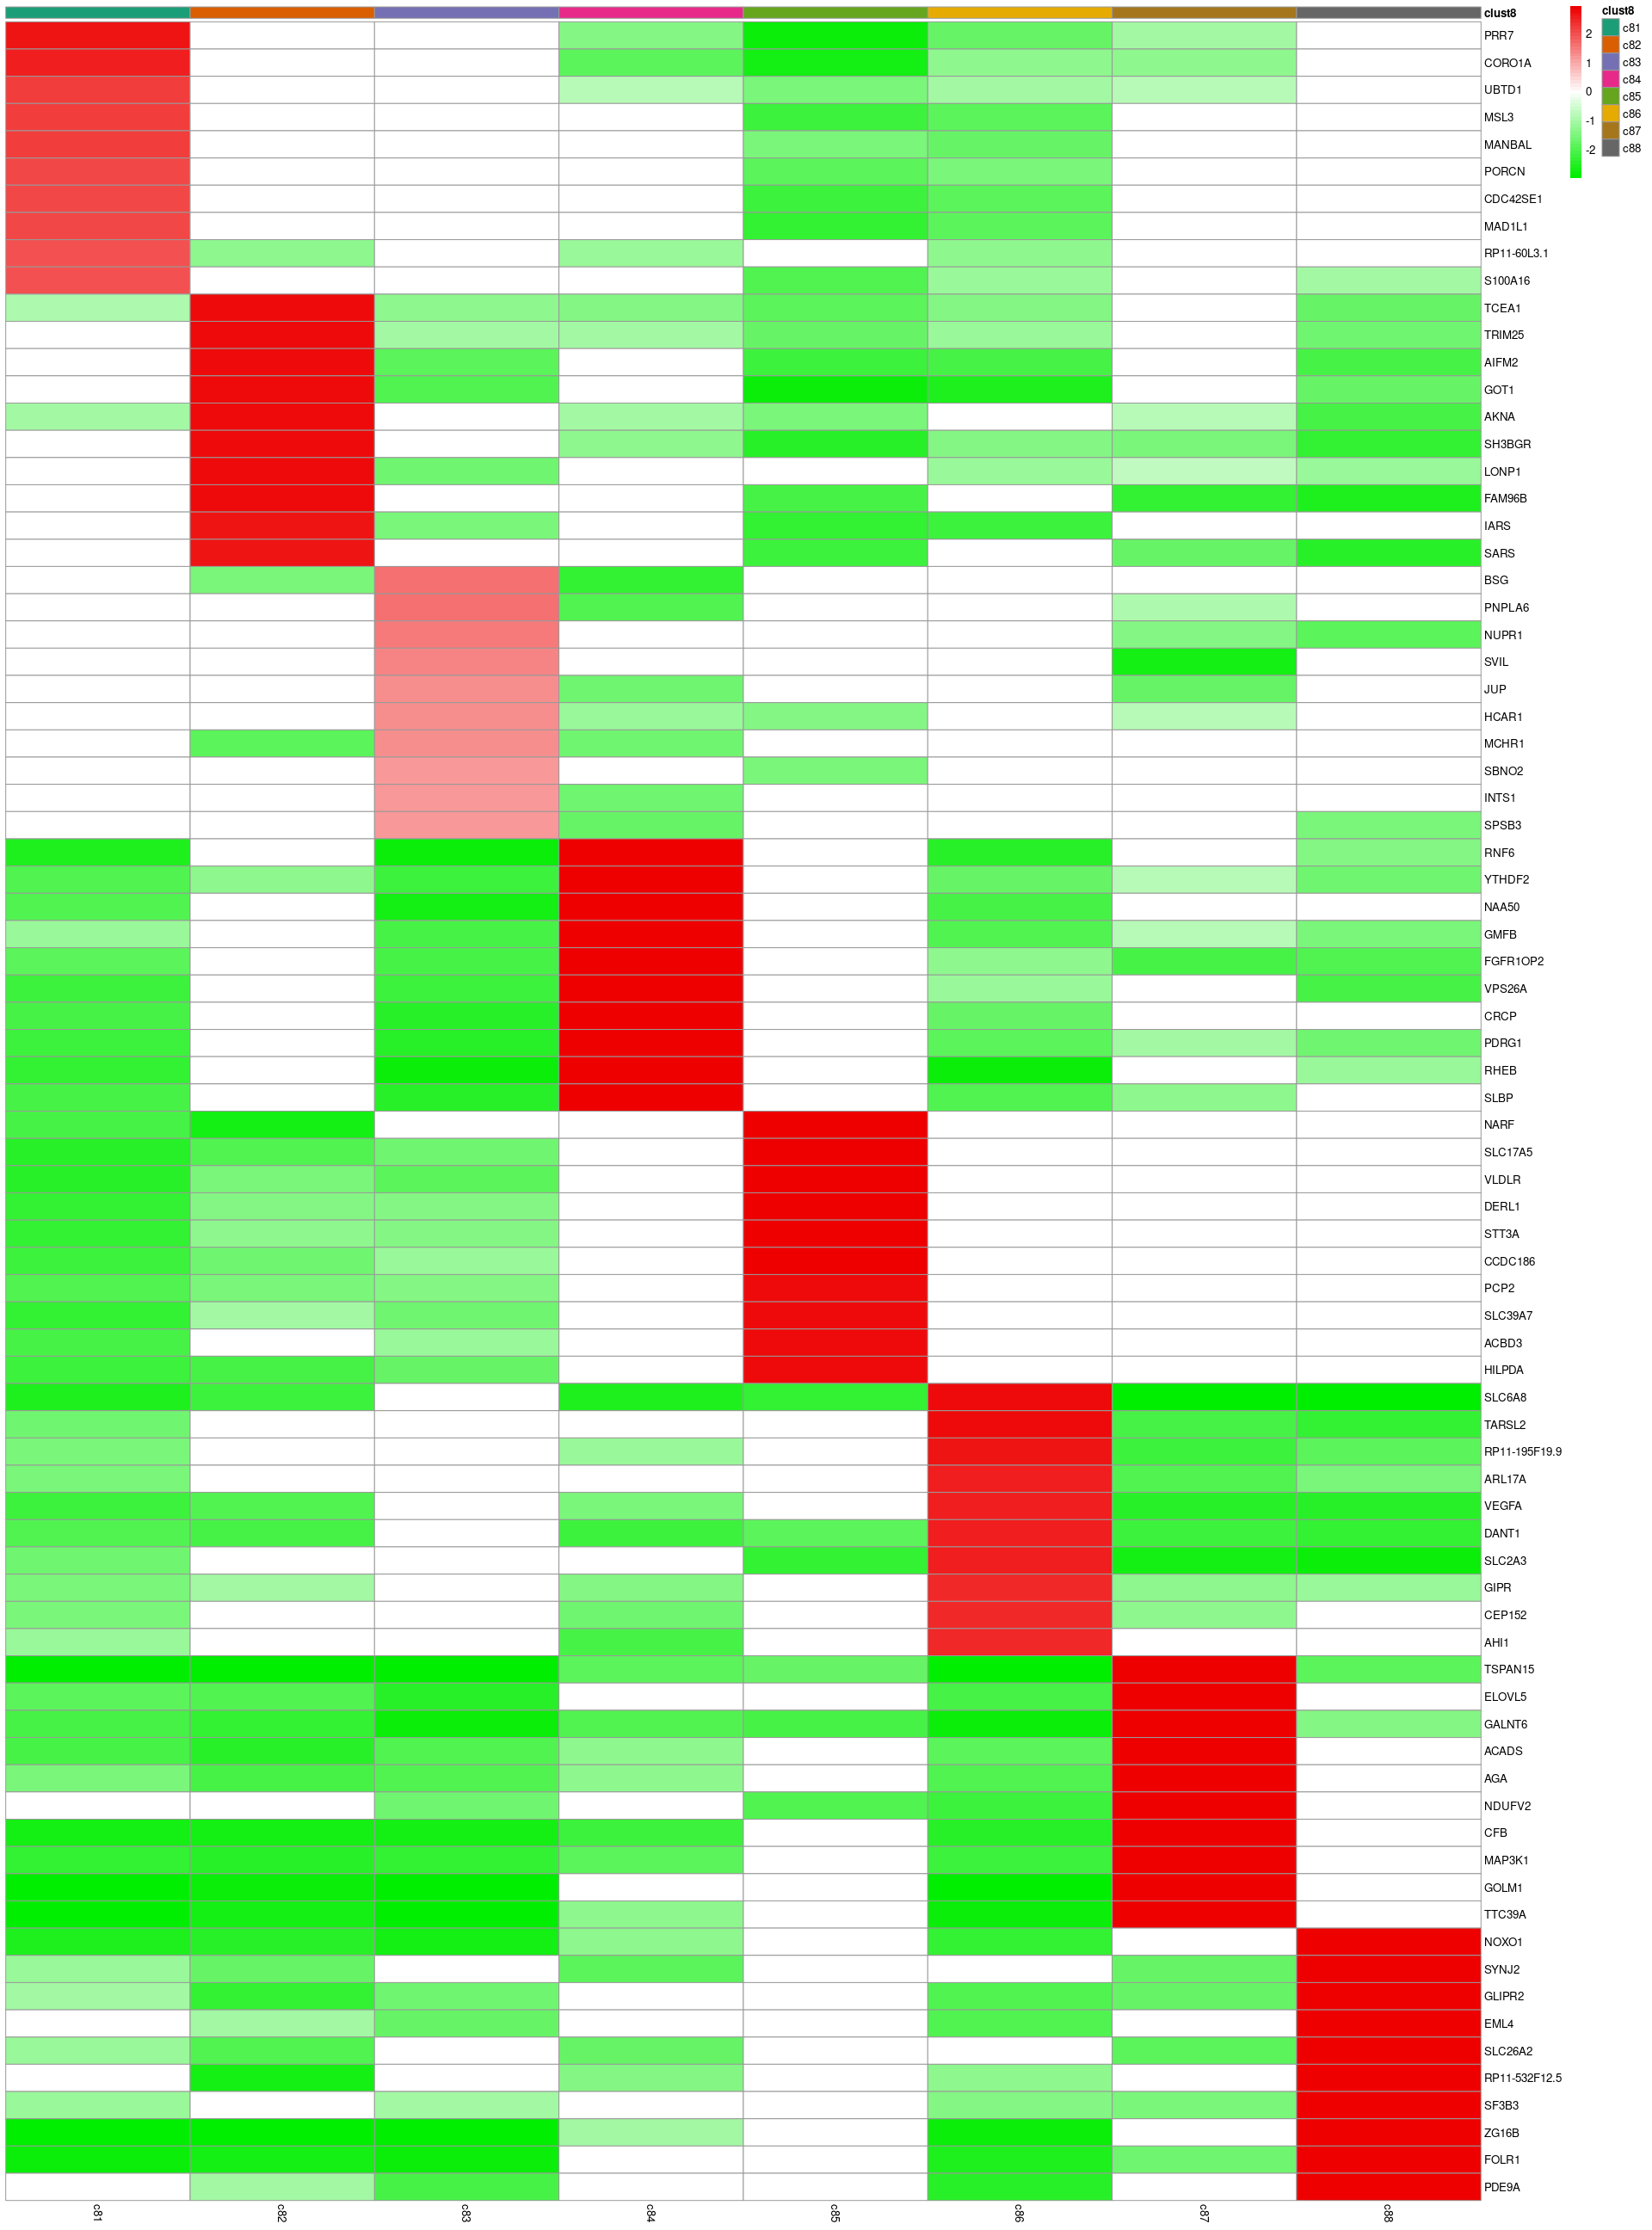 clust8
PRR7
CORO1A
UBTD1
MSL3
MANBAL
PORCN
CDC42SE1
MAD1L1
RP11-60L3.1
S100A16
TCEA1
TRIM25
AIFM2
GOT1
AKNA
SH3BGR
LONP1
FAM96B
IARS
SARS
BSG
PNPLA6
NUPR1
SVIL
JUP
HCAR1
MCHR1
SBNO2
INTS1
SPSB3
RNF6
YTHDF2
NAA50
GMFB
FGFR1OP2
VPS26A
CRCP
PDRG1
RHEB
SLBP
NARF
SLC17A5
VLDLR
DERL1
STT3A
CCDC186
PCP2
SLC39A7
ACBD3
HILPDA
SLC6A8
TARSL2
RP11-195F19.9
ARL17A
VEGFA
DANT1
SLC2A3
GIPR
CEP152
AHI1
TSPAN15
ELOVL5
GALNT6
ACADS
AGA
NDUFV2
CFB
MAP3K1
GOLM1
TTC39A
NOXO1
SYNJ2
GLIPR2
EML4
SLC26A2
RP11-532F12.5
SF3B3
ZG16B
FOLR1
PDE9A
c81
c82
c83
c84
c85
c86
c87
c88
2
1
0
-1
-2
clust8
c81
c82
c83
c84
c85
c86
c87
c88